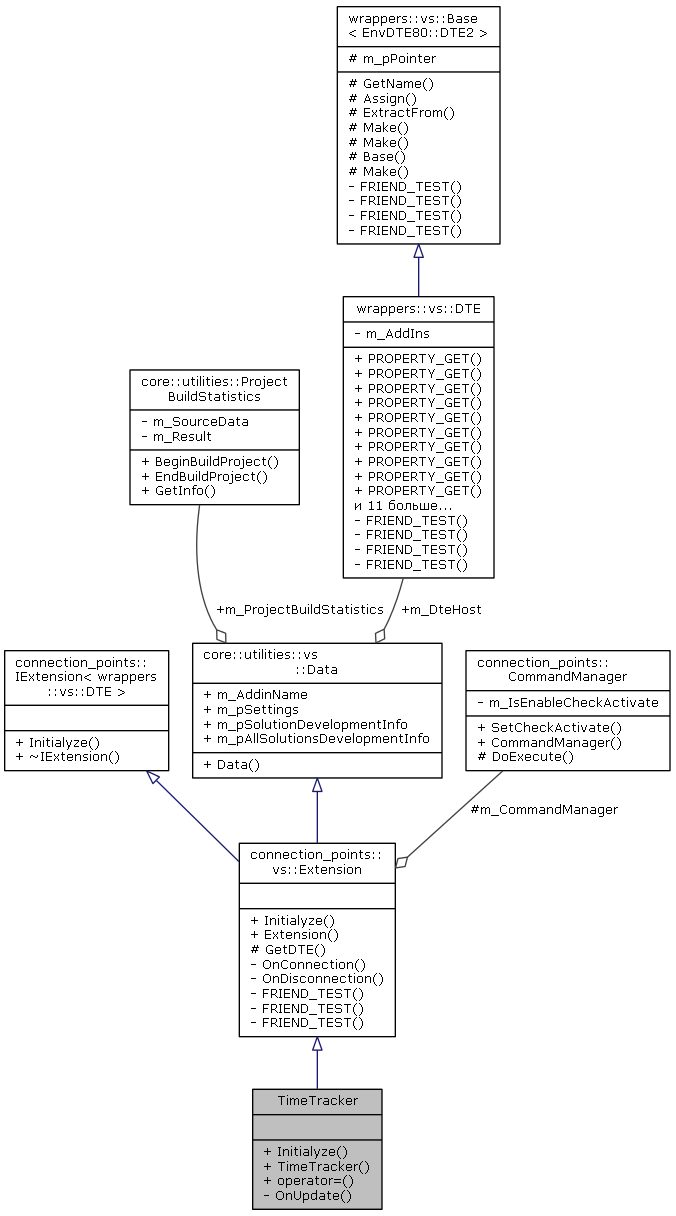 wrappers::vs::Base
< EnvDTE80::DTE2 >
# m_pPointer
# GetName()
# Assign()
# ExtractFrom()
# Make()
# Make()
# Base()
# Make()
- FRIEND_TEST()
- FRIEND_TEST()
- FRIEND_TEST()
- FRIEND_TEST()
wrappers::vs::DTE
- m_AddIns
+ PROPERTY_GET()
+ PROPERTY_GET()
+ PROPERTY_GET()
+ PROPERTY_GET()
+ PROPERTY_GET()
+ PROPERTY_GET()
+ PROPERTY_GET()
+ PROPERTY_GET()
+ PROPERTY_GET()
+ PROPERTY_GET()
и 11 больше...
- FRIEND_TEST()
- FRIEND_TEST()
- FRIEND_TEST()
- FRIEND_TEST()
core::utilities::Project
BuildStatistics
- m_SourceData
- m_Result
+ BeginBuildProject()
+ EndBuildProject()
+ GetInfo()
+m_ProjectBuildStatistics
+m_DteHost
connection_points::
IExtension< wrappers
::vs::DTE >
+ Initialyze()
+ ~IExtension()
core::utilities::vs
::Data
+ m_AddinName
+ m_pSettings
+ m_pSolutionDevelopmentInfo
+ m_pAllSolutionsDevelopmentInfo
+ Data()
connection_points::
CommandManager
- m_IsEnableCheckActivate
+ SetCheckActivate()
+ CommandManager()
# DoExecute()
#m_CommandManager
connection_points::
vs::Extension
+ Initialyze()
+ Extension()
# GetDTE()
- OnConnection()
- OnDisconnection()
- FRIEND_TEST()
- FRIEND_TEST()
- FRIEND_TEST()
TimeTracker
+ Initialyze()
+ TimeTracker()
+ operator=()
- OnUpdate()